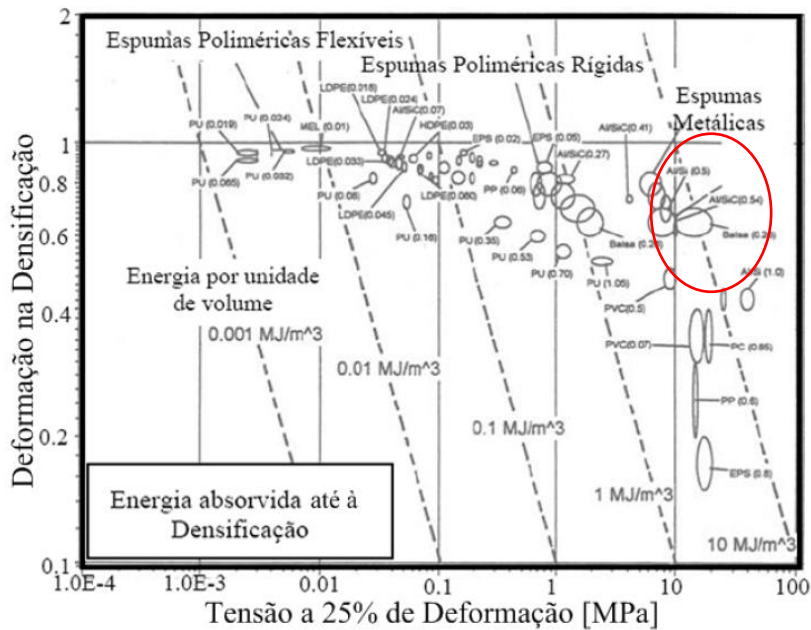 Espumas Poliméricas Flexíveis
Espumas Poliméricas Rígidas
Espumas
Metálicas
LDPE(0.018)
LDPE(0.024)
Al/SiC(0.07)
HDPE(0.03)
PU (0.024)
MEL (0.01)
PU (0.019)
EPS (0.02)
EPS (0.05)
Al/SiC(0.41)
Al/SiC(0.27)
LDPE(0.033)
PU (0.065)
PU (0.032)
PU (0.08)
LDPE(0.045)
LDPE(0.060)
PP (0.06)
Al/Si (0.5)
Al/SiC(0.54)
PU (0.16)
PU (0.35)
PU (0.53)
PU (0.70)
Balsa (0.26)
Balsa (0.26)
PU (1.05)
Al/Si (1.0)
PVC(0.5)
PVC(0.07)
PC (0.85)
PP (0.6)
EPS (0.8)
Energia por unidade
de volume
0.001 MJ/m^3
0.01 MJ/m^3
0.1 MJ/m^3
1 MJ/m^3
10 MJ/m^3
Energia absorvida até à
Densificação
Deformação na Densificação
2
1
0.8
0.6
0.4
0.2
0.1
1.0E-4
1.0E-3
0.01
0.1
1
10
100
Tensão a 25% de Deformação [MPa]